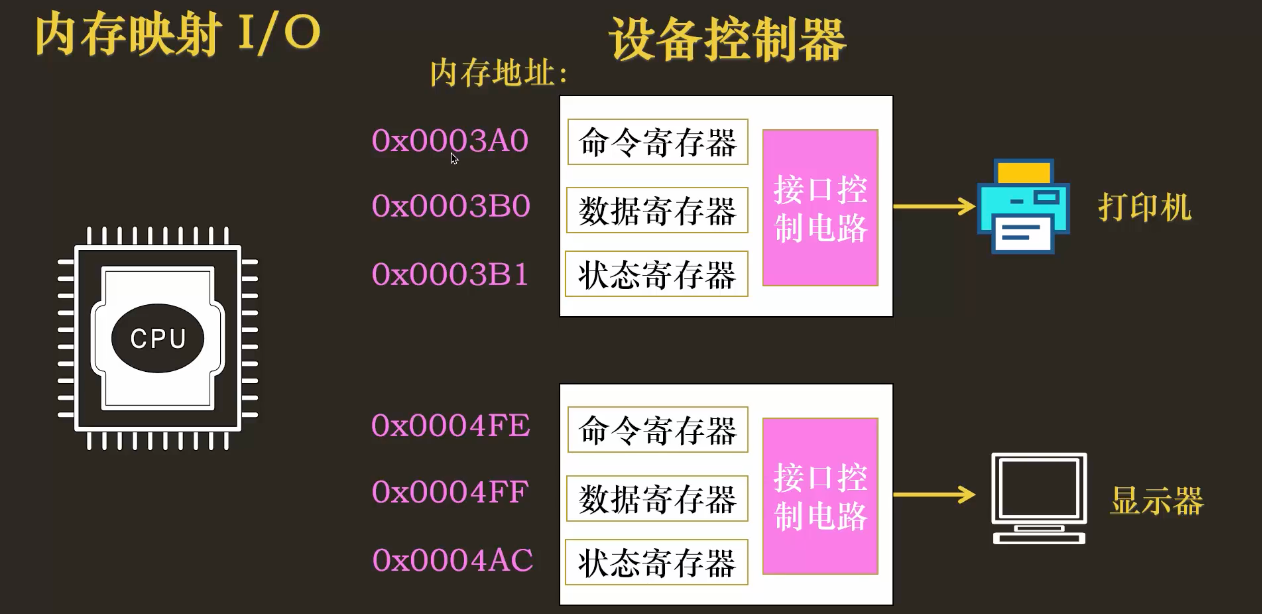 内存映射 I/O
设备控制器
内存地址：
0x0003A0
命令寄存器
0x0003B0
数据寄存器
0x0003B1
状态寄存器
接口控
制电路
打印机
CPU
0x0004FE
命令寄存器
0x0004FF
数据寄存器
0x0004AC
状态寄存器
接口控
制电路
显示器